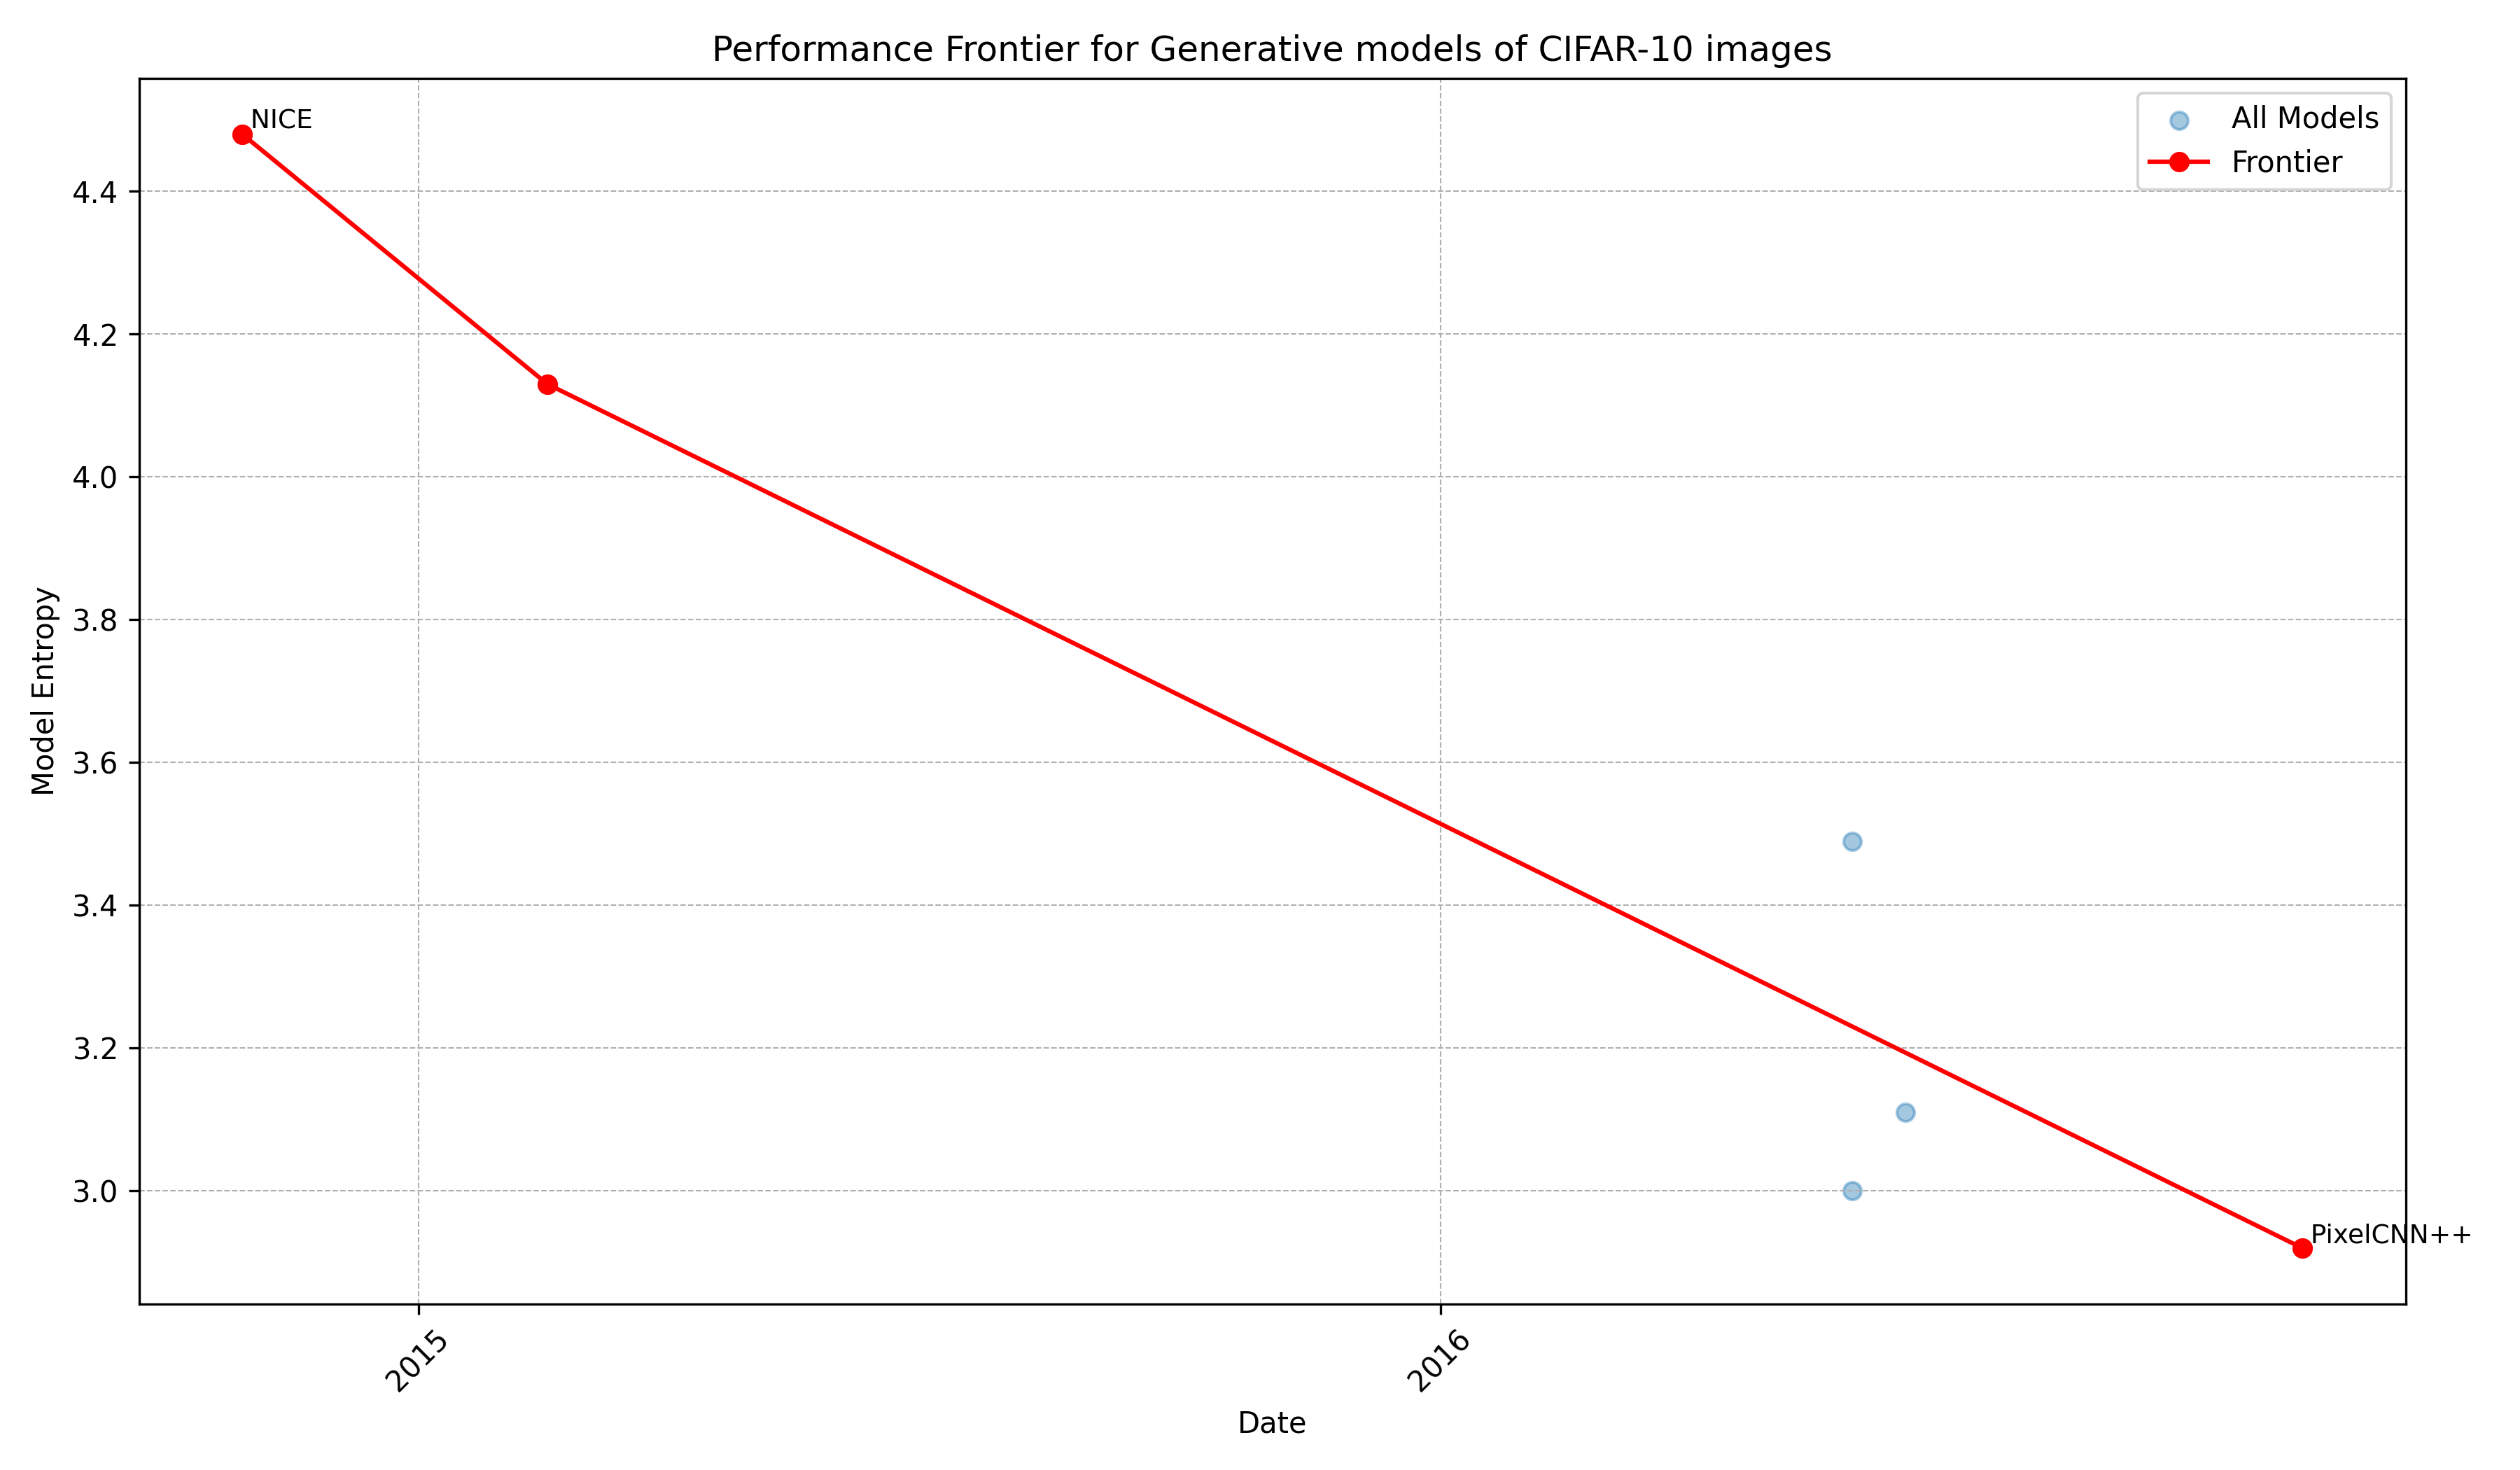 Performance Frontier for Generative models of CIFAR-10 images
NICE
All Models
Frontier
4.4
4.2
4.0
3.8
3.6
3.4
3.2
3.0
Model Entropy
PixelCNN++
2015
2016
Date